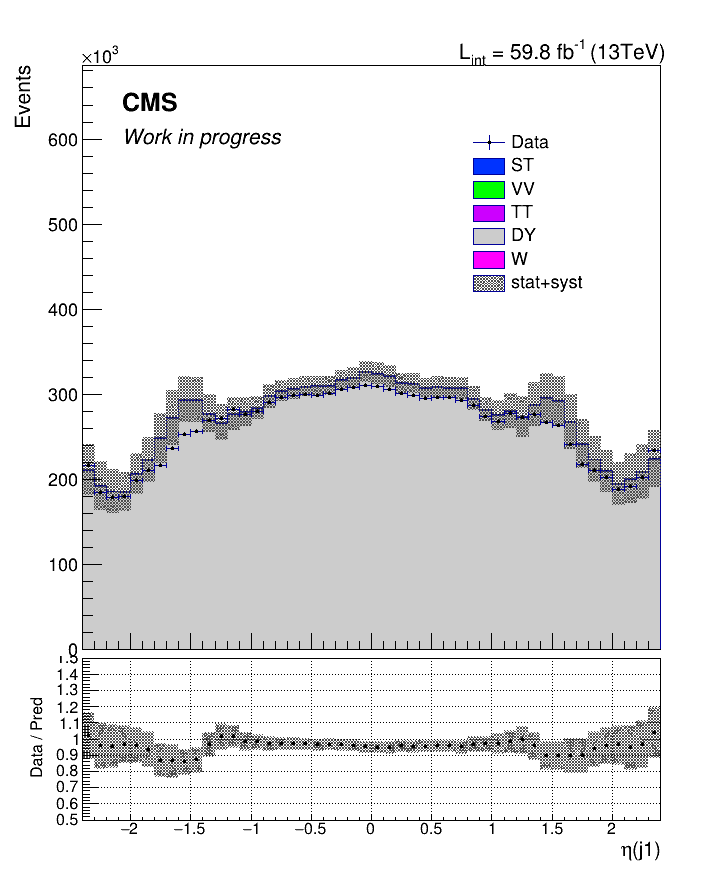 ×10³
L_int = 59.8 fb⁻¹ (13TeV)
Events
CMS
Work in progress
Data
ST
VV
TT
DY
W
stat+syst
600
500
400
300
200
100
0
Data / Pred
1.5
1.4
1.3
1.2
1.1
1
0.9
0.8
0.7
0.6
0.5
−2 −1.5 −1 −0.5 0 0.5 1 1.5 2
η(j1)